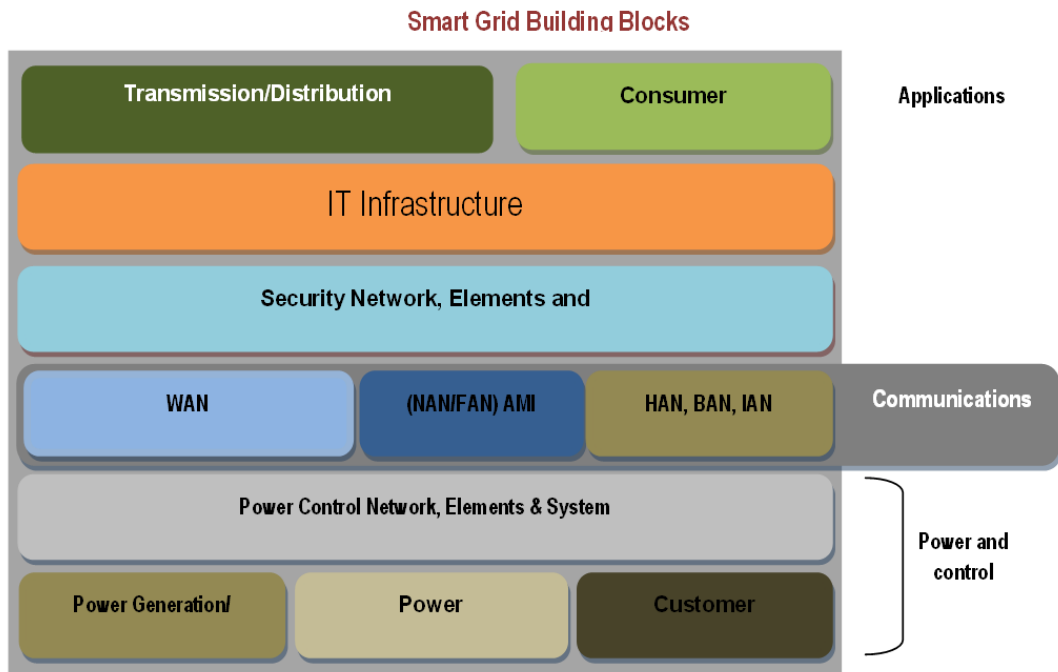 Smart Grid Building Blocks
Transmission/Distribution
Consumer
Applications
IT Infrastructure
Security Network, Elements and
WAN
(NAN/FAN) AMI
HAN, BAN, IAN
Communications
Power Control Network, Elements & System
Power and
control
Power Generation/
Power
Customer